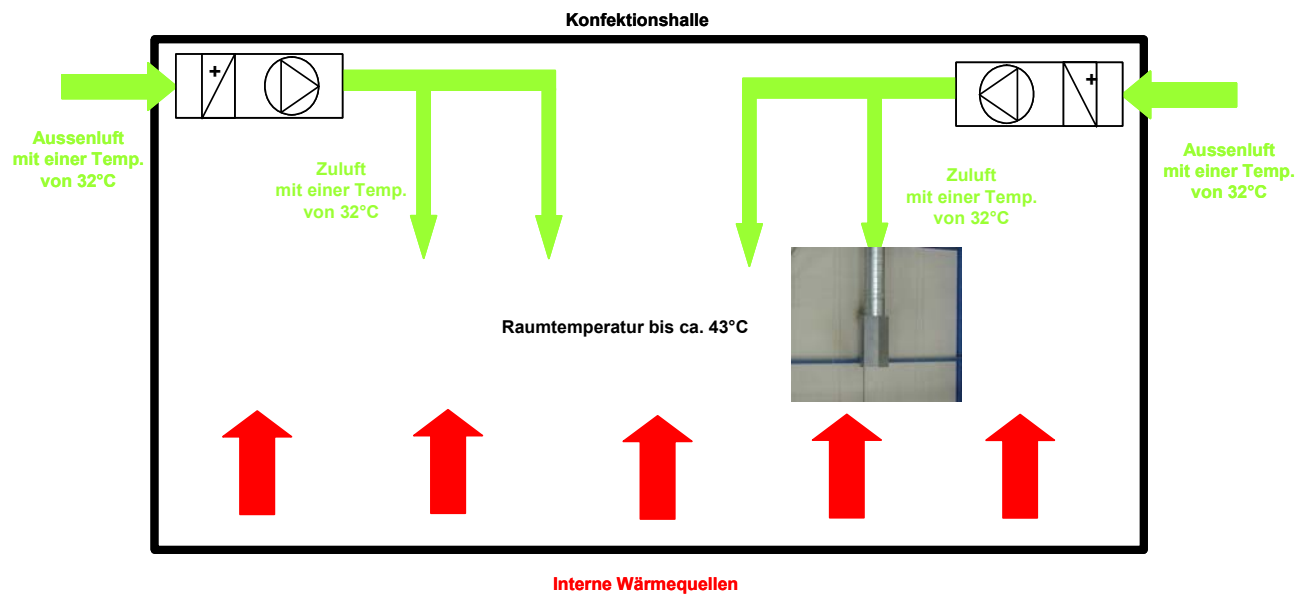 Konfektionshalle
+
+
Aussenluft
mit einer Temp.
von 32°C
Zuluft
mit einer Temp.
von 32°C
Zuluft
mit einer Temp.
von 32°C
Aussenluft
mit einer Temp.
von 32°C
Raumtemperatur bis ca. 43°C
Interne Wärmequellen